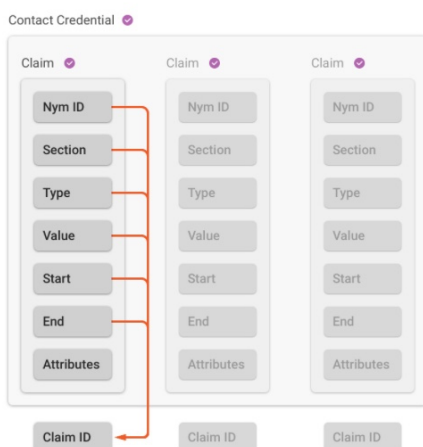 Contact Credential
Claim Claim Claim
Nym ID Nym ID Nym ID
Section Section Section
Type Type Type
Value Value Value
Start Start Start
End End End
Attributes Attributes Attributes
Claim ID Claim ID Claim ID